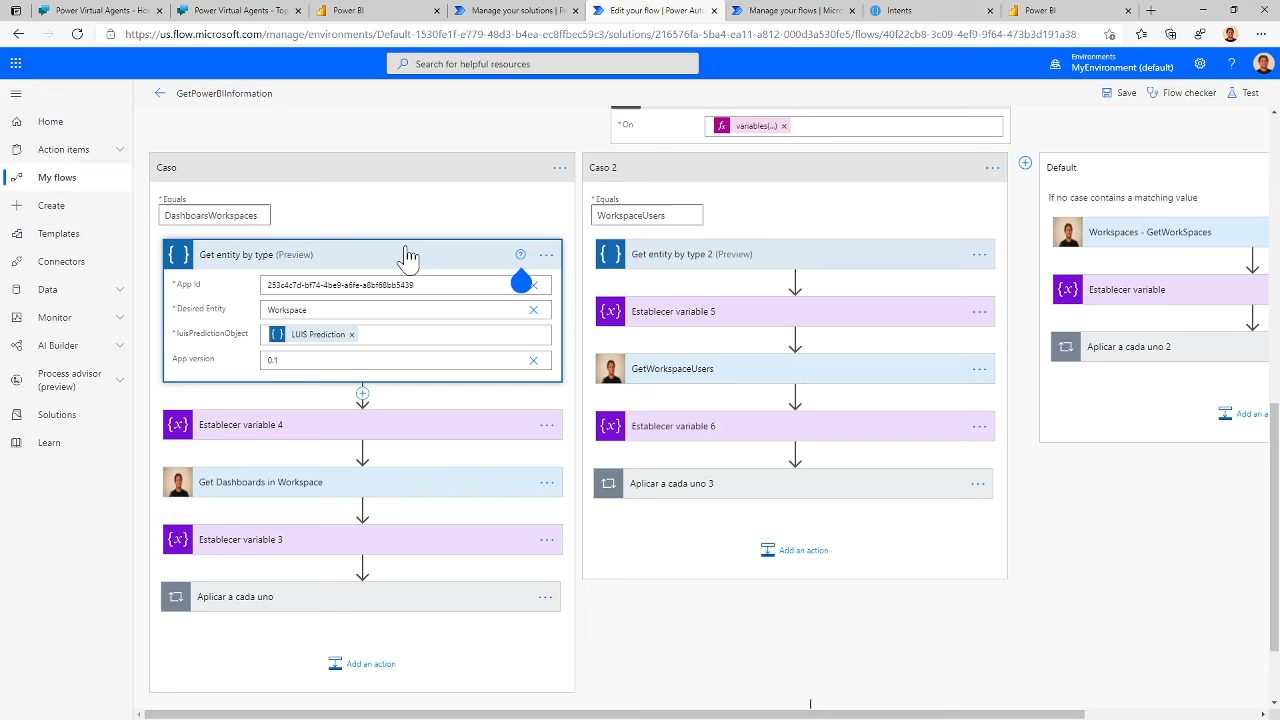 Power Virtual Agents - Ho
Power Virtual Agents - Top
Power BI
Manage your solutions | Po
Edit your flow | Power Auto
Manage your flows | Micro
Intents
Power BI
https://us.flow.microsoft.com/manage/environments/Default-1530fe1f-e779-48d3-b4ea-ec8ffbec59c3/solutions/216576fa-5ba4-ea11-a812-000d3a530fe5/flows/40f22cb8-3c09-4ef9-9f64-473b3d191a38
Search for helpful resources
Environments
MyEnvironment (default)
GetPowerBIInformation
Save
Flow checker
Test
Home
Action items
My flows
Create
Templates
Connectors
Data
Monitor
AI Builder
Process advisor
(preview)
Solutions
Learn
*On
fx variables(...) ×
Caso
*Equals
DashboarsWorkspaces
Get entity by type (Preview)
*App Id
253c4c7d-bf74-4be9-a6fe-a8bf68bb5439
*Desired Entity
Workspace
*luisPredictionObject
LUIS Prediction ×
App version
0.1
Establecer variable 4
Get Dashboards in Workspace
Establecer variable 3
Aplicar a cada uno
Add an action
Caso 2
*Equals
WorkspaceUsers
Get entity by type 2 (Preview)
Establecer variable 5
GetWorkspaceUsers
Establecer variable 6
Aplicar a cada uno 3
Add an action
Default
If no case contains a matching value
Workspaces - GetWorkSpaces
Establecer variable
Aplicar a cada uno 2
Add an a